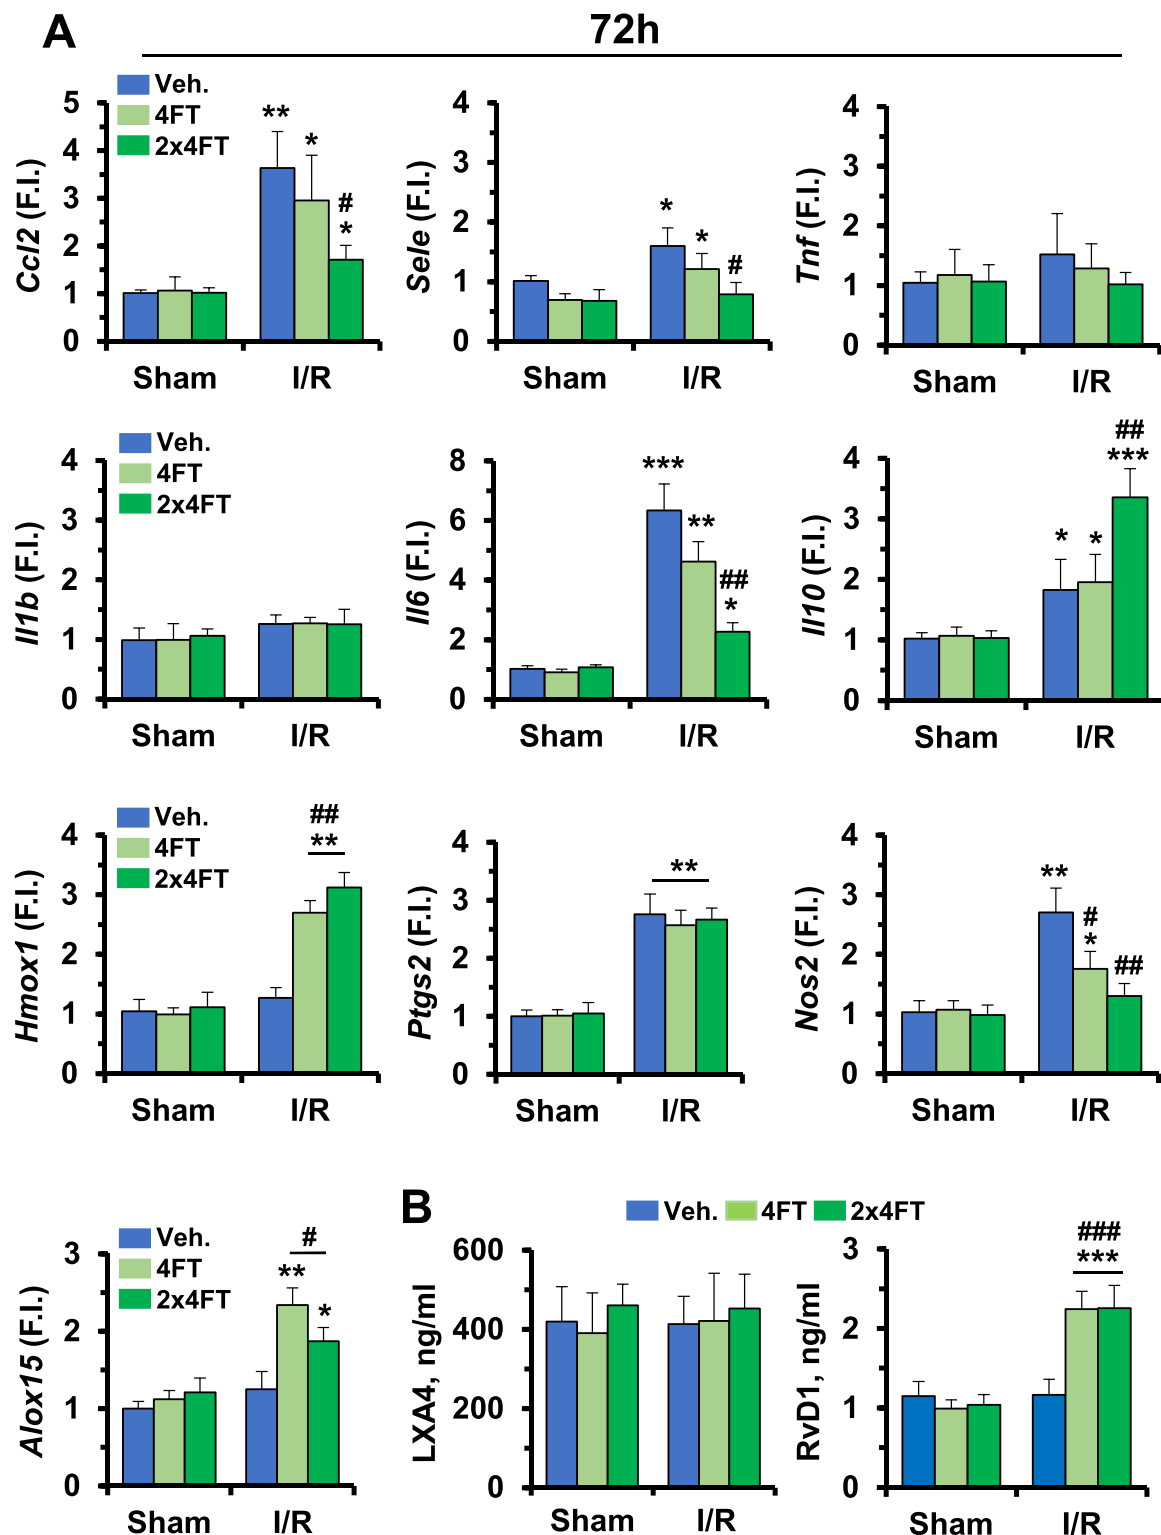 A
72h
Veh.
4FT
2x4FT
Ccl2 (F.I.)
5
4
3
2
1
0
**
*
#
*
Sham
I/R
Sele (F.I.)
4
3
2
1
0
*
*
#
Sham
I/R
Tnf (F.I.)
4
3
2
1
0
Sham
I/R
Veh.
4FT
2x4FT
Il1b (F.I.)
4
3
2
1
0
Sham
I/R
Il6 (F.I.)
8
6
4
2
0
***
**
##
*
Sham
I/R
Il10 (F.I.)
4
3
2
1
0
*
*
##
***
Sham
I/R
Veh.
4FT
2x4FT
Hmox1 (F.I.)
4
3
2
1
0
##
**
Sham
I/R
Ptgs2 (F.I.)
4
3
2
1
0
**
Sham
I/R
Nos2 (F.I.)
4
3
2
1
0
**
#
*
##
Sham
I/R
Veh.
4FT
2x4FT
Alox15 (F.I.)
3
2
1
0
#
**
*
Sham
I/R
B
Veh.
4FT
2x4FT
LXA4, ng/ml
600
400
200
0
Sham
I/R
RvD1, ng/ml
3
2
1
0
###
***
Sham
I/R